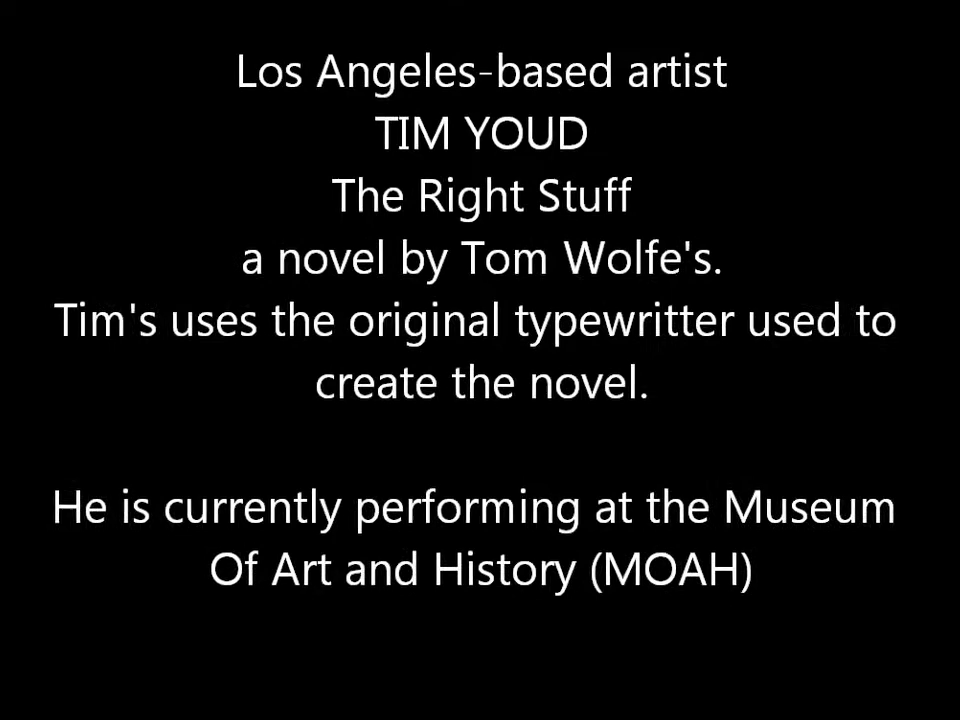 Los Angeles-based artist
TIM YOUD
The Right Stuff
a novel by Tom Wolfe's.
Tim's uses the original typewritter used to
create the novel.
He is currently performing at the Museum
Of Art and History (MOAH)